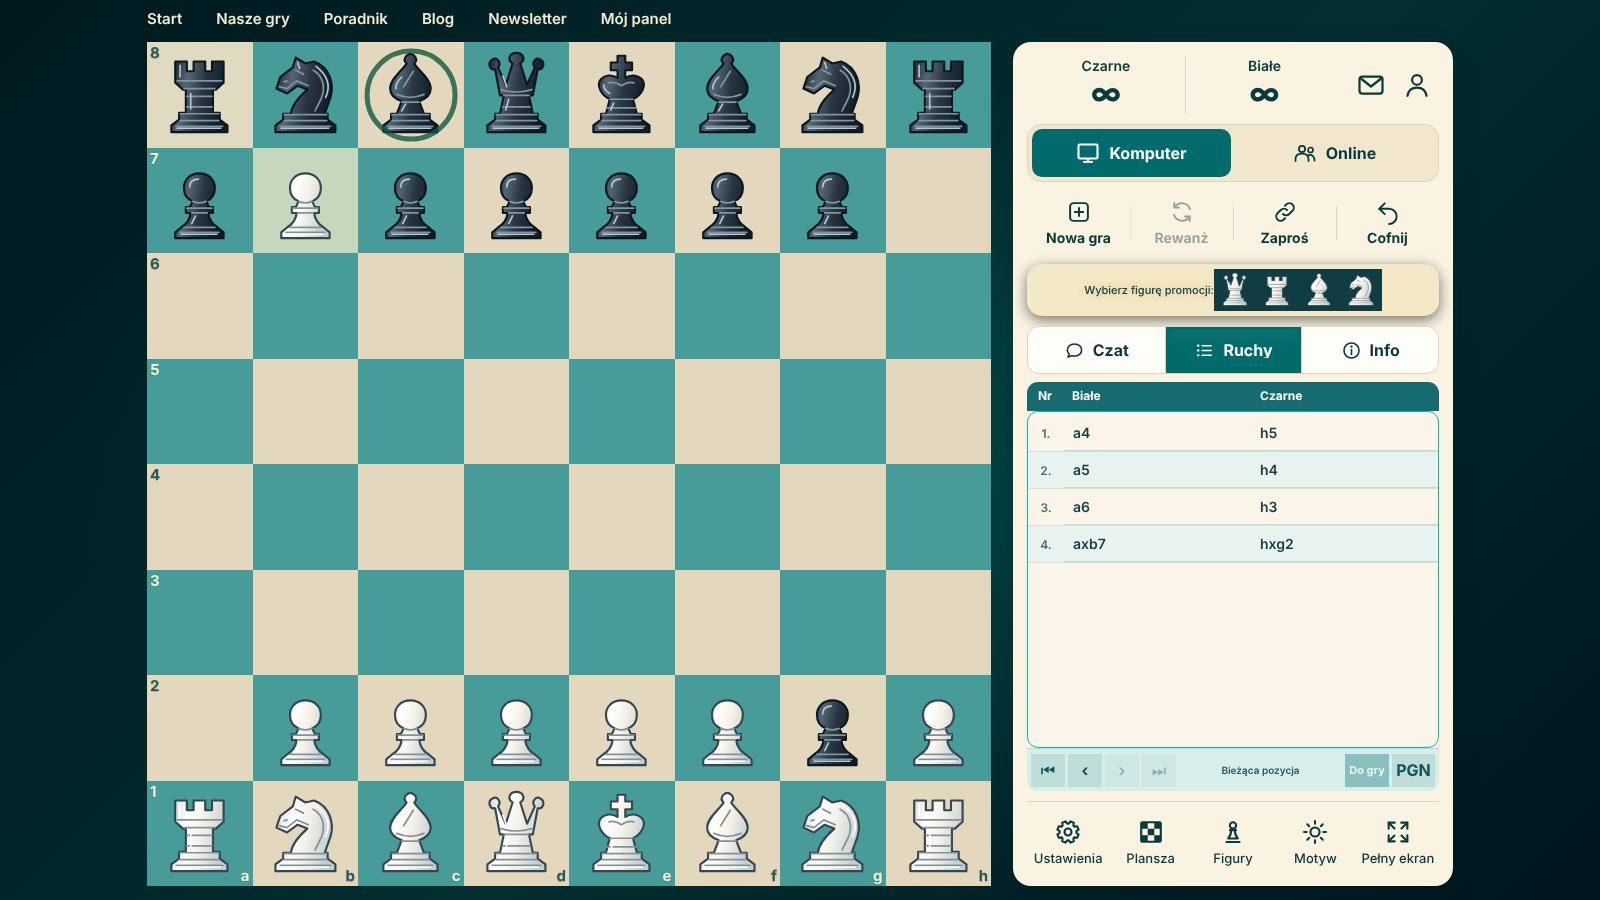 Start Nasze gry Poradnik Blog Newsletter Mój panel
8
7
6
5
4
3
2
1
a b c d e f g h
Czarne Białe
∞ ∞
Komputer Online
Nowa gra Rewanż Zaproś Cofnij
Wybierz figurę promocji:
Czat Ruchy Info
Nr Białe Czarne
1. a4 h5
2. a5 h4
3. a6 h3
4. axb7 hxg2
Bieżąca pozycja Do gry PGN
Ustawienia Plansza Figury Motyw Pełny ekran